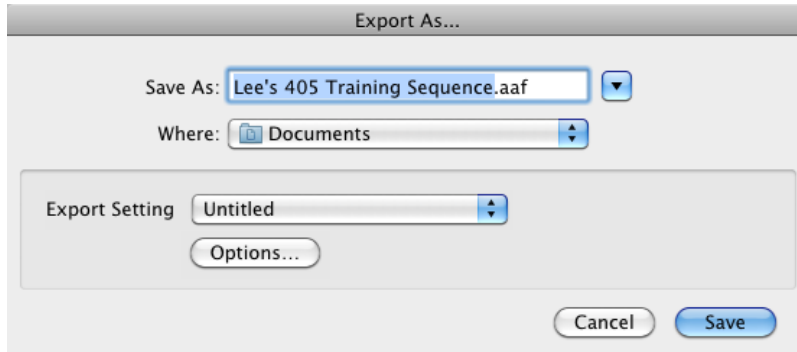 Export As...
Save As: Lee's 405 Training Sequence.aaf
Where: Documents
Export Setting Untitled
Options...
Cancel Save